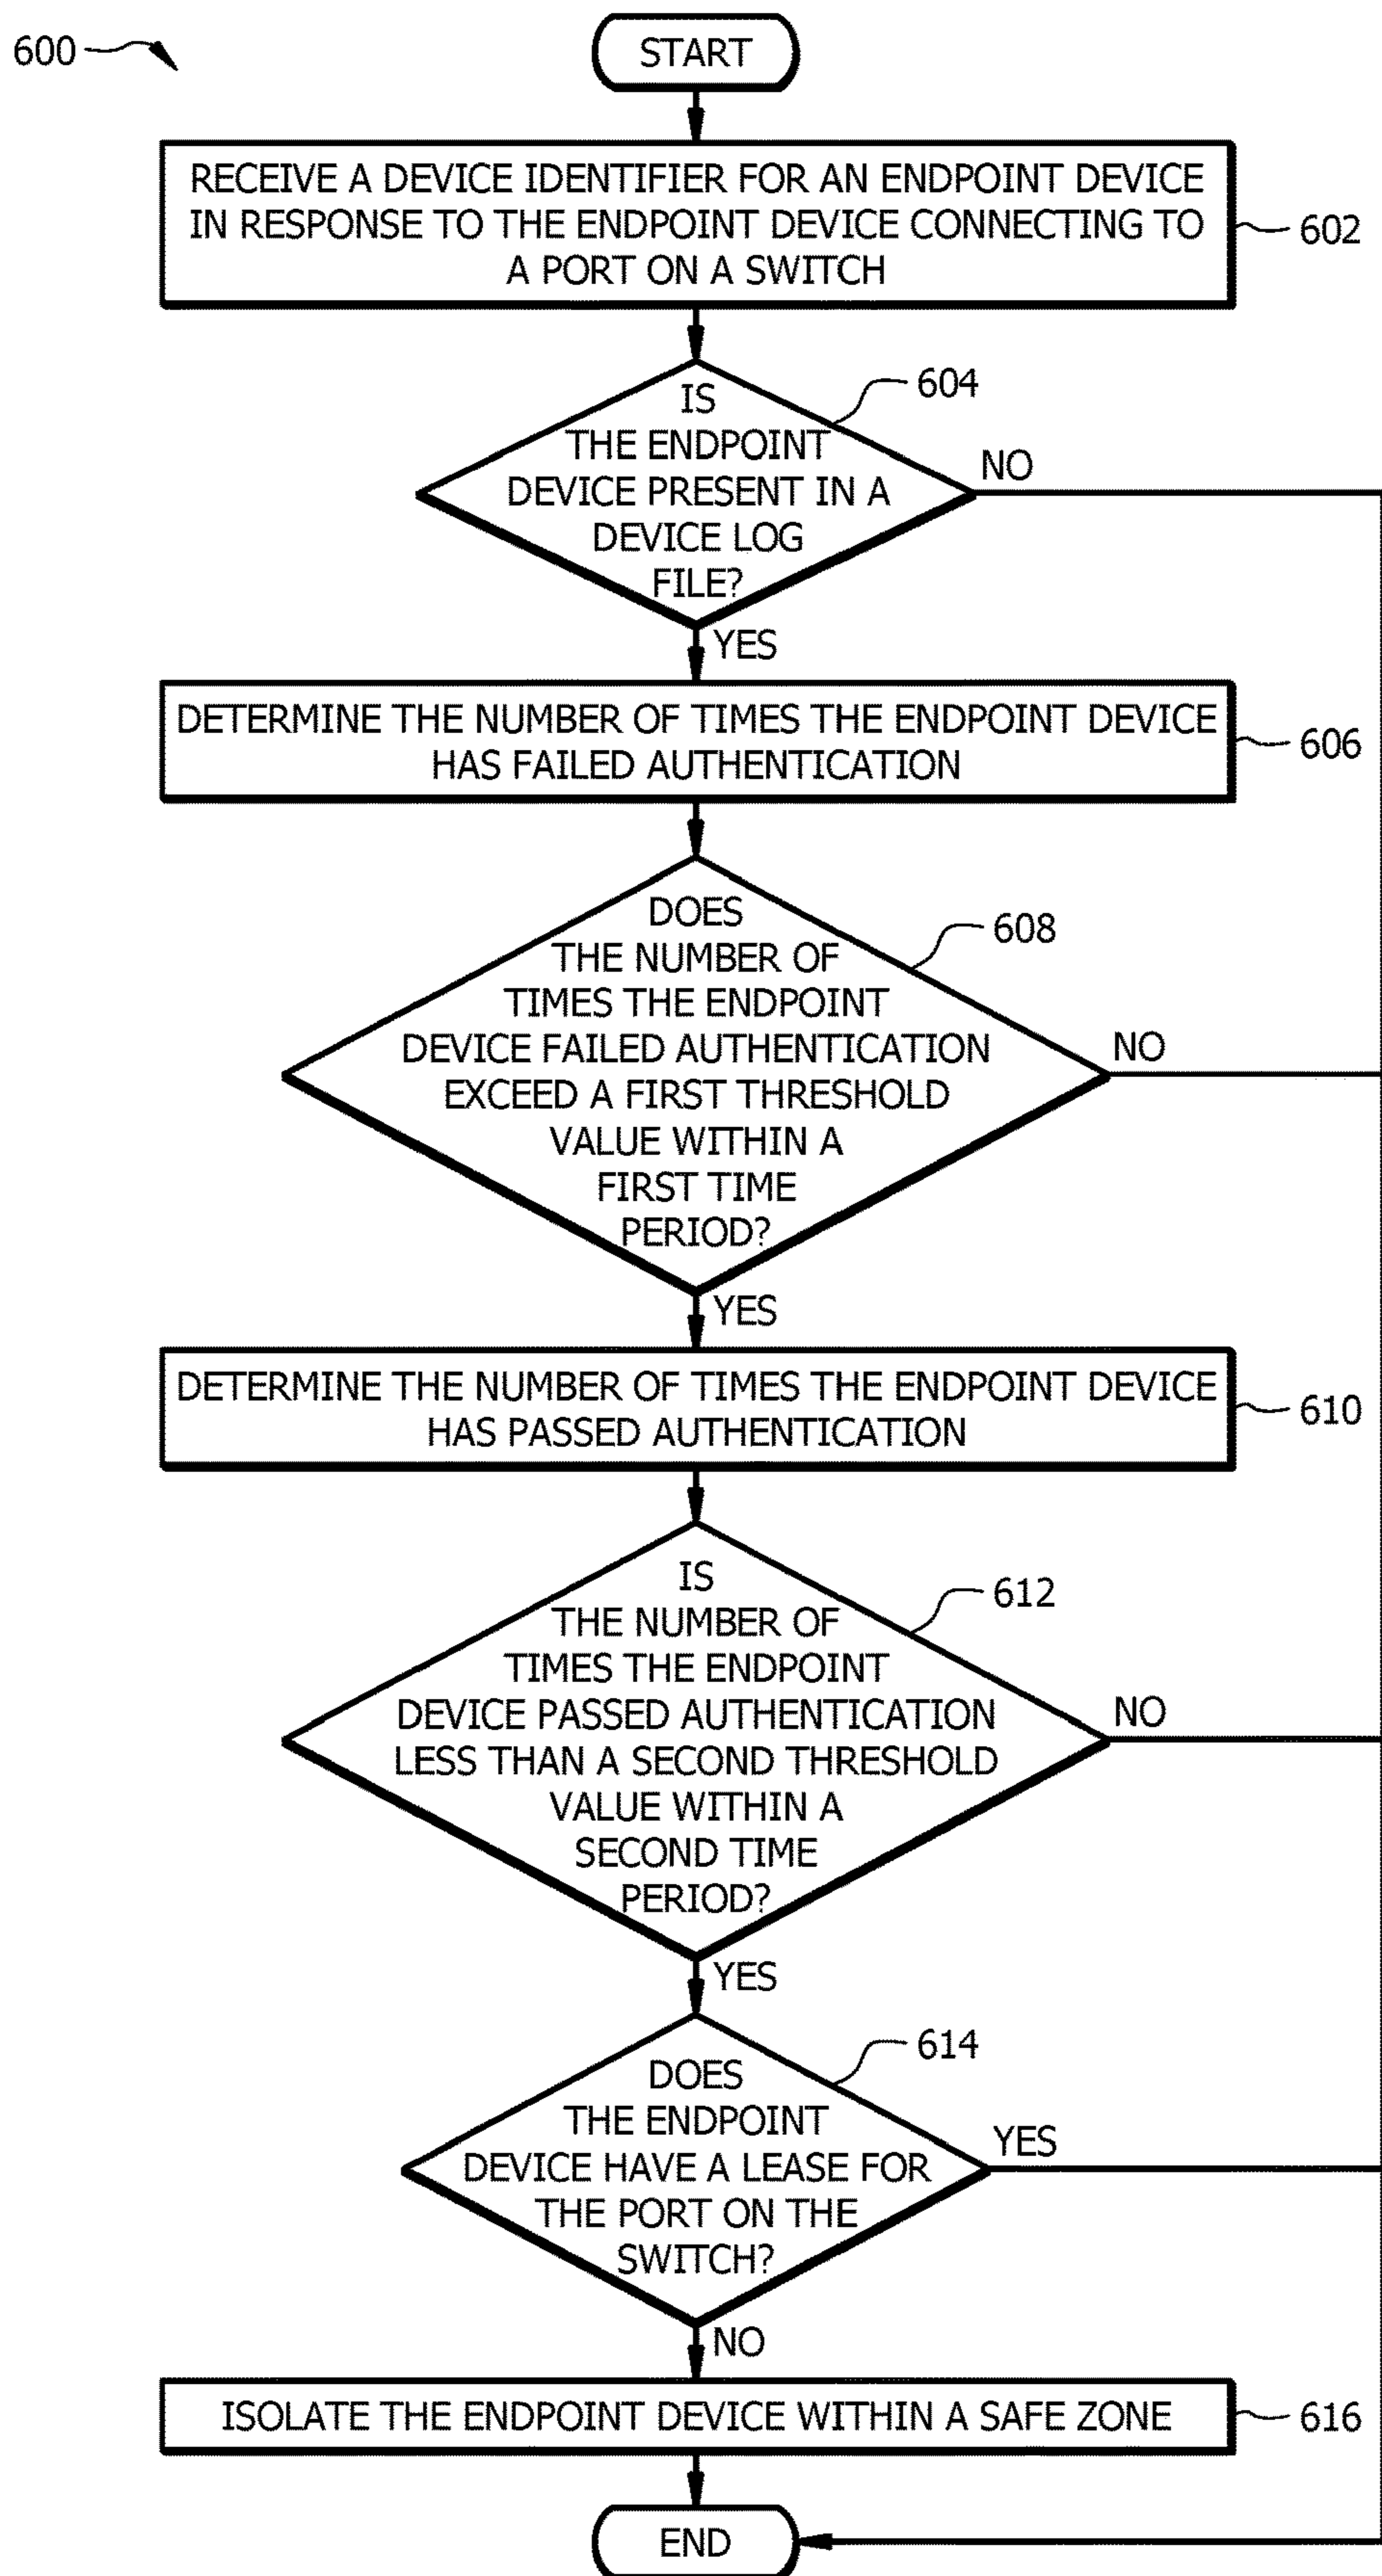 600
START
RECEIVE A DEVICE IDENTIFIER FOR AN ENDPOINT DEVICE
IN RESPONSE TO THE ENDPOINT DEVICE CONNECTING TO
A PORT ON A SWITCH
602
604
IS
THE ENDPOINT
DEVICE PRESENT IN A
DEVICE LOG
FILE?
NO
YES
DETERMINE THE NUMBER OF TIMES THE ENDPOINT DEVICE
HAS FAILED AUTHENTICATION
606
608
DOES
THE NUMBER OF
TIMES THE ENDPOINT
DEVICE FAILED AUTHENTICATION
EXCEED A FIRST THRESHOLD
VALUE WITHIN A
FIRST TIME
PERIOD?
NO
YES
DETERMINE THE NUMBER OF TIMES THE ENDPOINT DEVICE
HAS PASSED AUTHENTICATION
610
612
IS
THE NUMBER OF
TIMES THE ENDPOINT
DEVICE PASSED AUTHENTICATION
LESS THAN A SECOND THRESHOLD
VALUE WITHIN A
SECOND TIME
PERIOD?
NO
YES
614
DOES
THE ENDPOINT
DEVICE HAVE A LEASE FOR
THE PORT ON THE
SWITCH?
YES
NO
ISOLATE THE ENDPOINT DEVICE WITHIN A SAFE ZONE
616
END